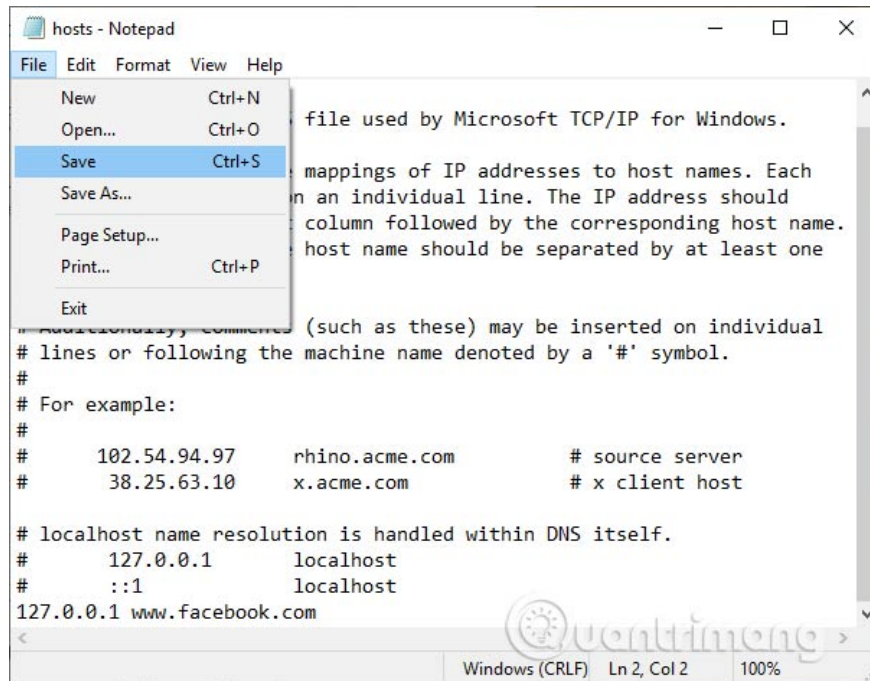 hosts - Notepad
File Edit Format View Help
New Ctrl+N
Open... Ctrl+O
Save Ctrl+S
Save As...
Page Setup...
Print... Ctrl+P
Exit
file used by Microsoft TCP/IP for Windows.
mappings of IP addresses to host names. Each
an individual line. The IP address should
column followed by the corresponding host name.
host name should be separated by at least one
# Additionally, comments (such as these) may be inserted on individual
# lines or following the machine name denoted by a '#' symbol.
#
# For example:
#
# 102.54.94.97 rhino.acme.com # source server
# 38.25.63.10 x.acme.com # x client host
# localhost name resolution is handled within DNS itself.
# 127.0.0.1 localhost
# ::1 localhost
127.0.0.1 www.facebook.com
Quantrimang
Windows (CRLF) Ln 2, Col 2 100%